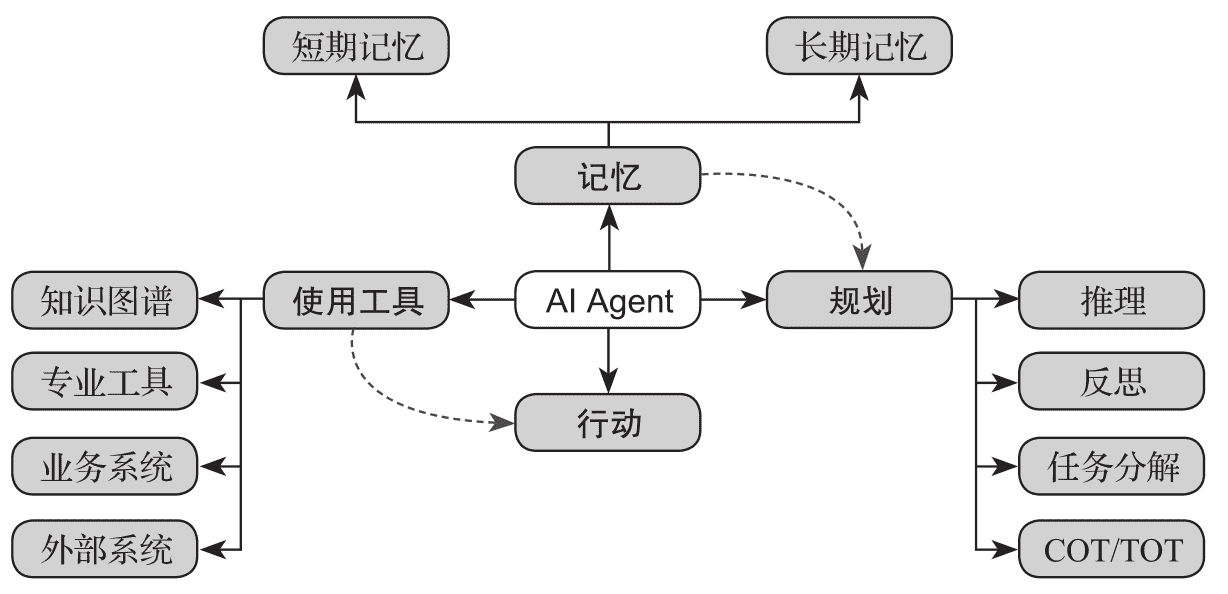 短期记忆
长期记忆
记忆
知识图谱
使用工具
AI Agent
规划
推理
专业工具
反思
行动
业务系统
任务分解
外部系统
COT/TOT